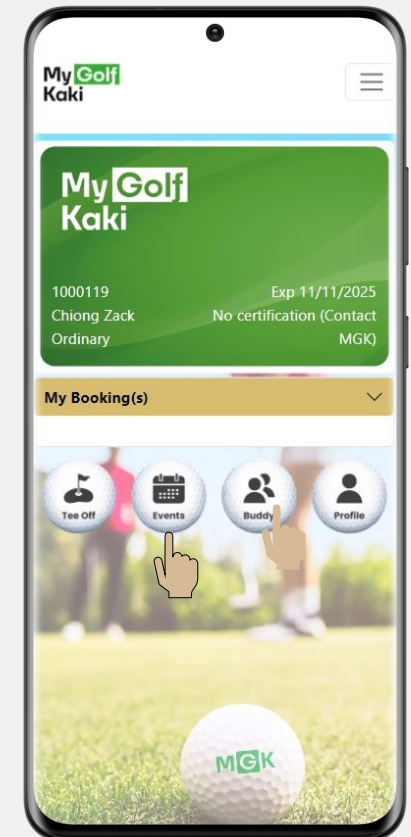 My Golf
Kaki
My Golf
Kaki
1000119 Exp 11/11/2025
Chiong Zack No certification (Contact
Ordinary MGK)
My Booking(s)
Tee Off Events Buddy Profile
MGK